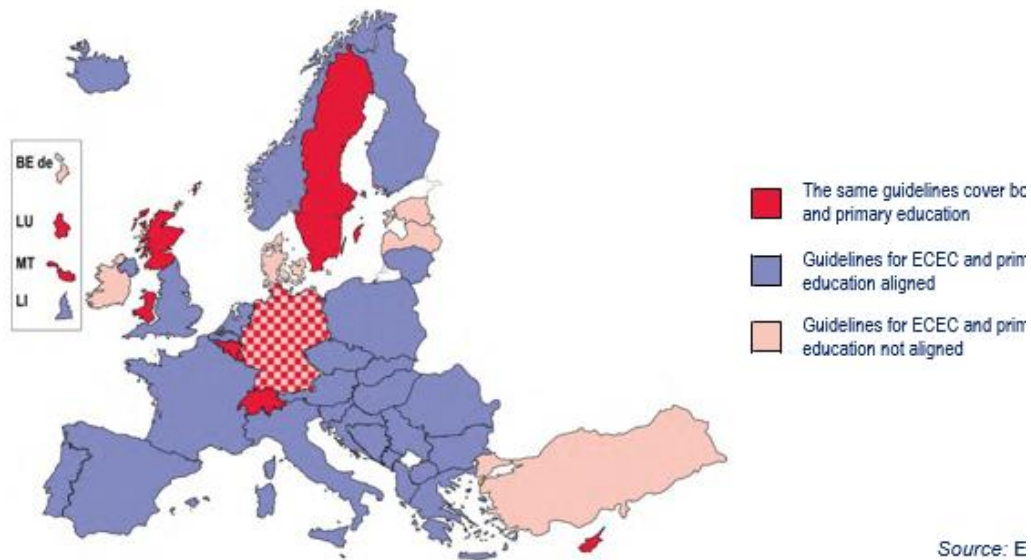 BE de
LU
MT
LI
The same guidelines cover bo
and primary education
Guidelines for ECEC and prim
education aligned
Guidelines for ECEC and prim
education not aligned
Source: E